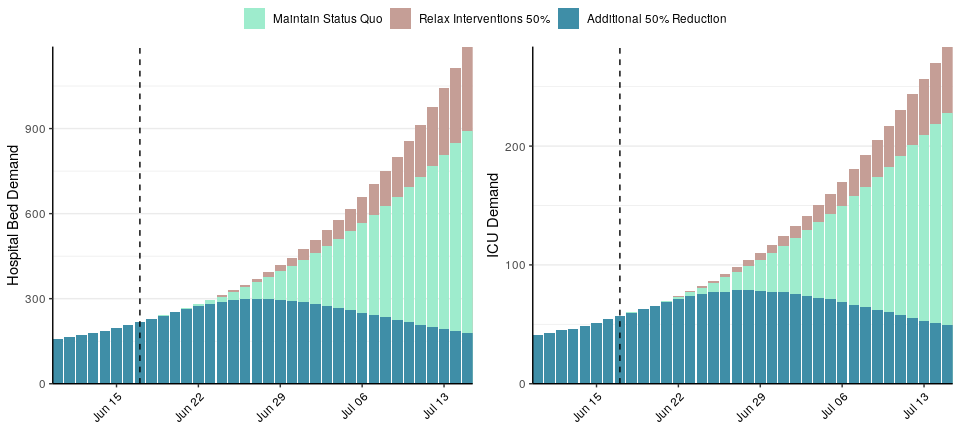 Maintain Status Quo Relax Interventions 50% Additional 50% Reduction
Hospital Bed Demand
900
600
300
0
Jun 15 Jun 22 Jun 29 Jul 06 Jul 13
ICU Demand
200
100
0
Jun 15 Jun 22 Jun 29 Jul 06 Jul 13